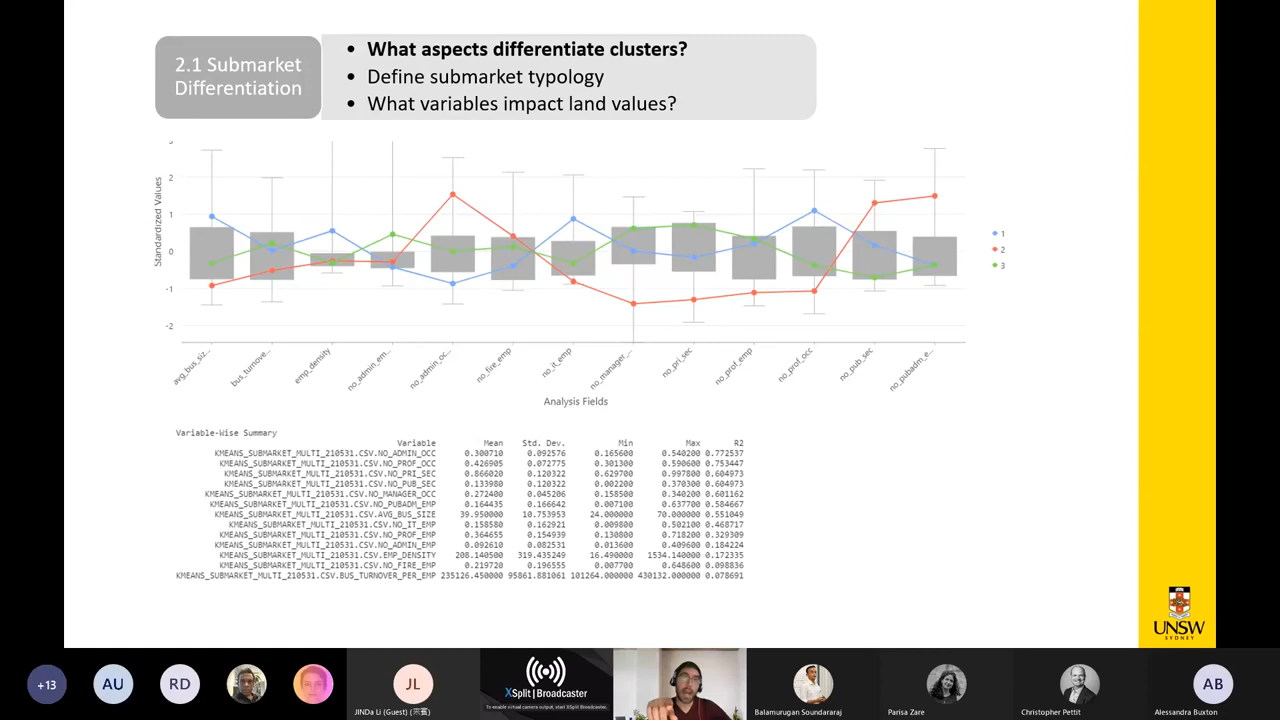 2.1 Submarket
Differentiation
• What aspects differentiate clusters?
• Define submarket typology
• What variables impact land values?
Standardized Values
2
1
0
-1
-2
1
2
3
avg_bus_siz...
bus_turnove...
emp_density
no_admin_em...
no_admin_oc...
no_fire_emp
no_it_emp
no_manager_...
no_pri_sec
no_prof_emp
no_prof_occ
no_pub_sec
no_pubadm_e...
Analysis Fields
Variable-Wise Summary
Variable Mean Std. Dev. Min Max R2
KMEANS_SUBMARKET_MULTI_210531.CSV.NO_ADMIN_OCC 0.300710 0.092576 0.165600 0.540200 0.772537
KMEANS_SUBMARKET_MULTI_210531.CSV.NO_PROF_OCC 0.426905 0.072775 0.301300 0.590600 0.753447
KMEANS_SUBMARKET_MULTI_210531.CSV.NO_PRI_SEC 0.866020 0.120322 0.629700 0.997800 0.604973
KMEANS_SUBMARKET_MULTI_210531.CSV.NO_PUB_SEC 0.133980 0.120322 0.002200 0.370300 0.604973
KMEANS_SUBMARKET_MULTI_210531.CSV.NO_MANAGER_OCC 0.272400 0.045206 0.158500 0.340200 0.601162
KMEANS_SUBMARKET_MULTI_210531.CSV.NO_PUBADM_EMP 0.164435 0.166642 0.007100 0.637700 0.584667
KMEANS_SUBMARKET_MULTI_210531.CSV.AVG_BUS_SIZE 39.950000 10.753953 24.000000 70.000000 0.551049
KMEANS_SUBMARKET_MULTI_210531.CSV.NO_IT_EMP 0.158580 0.162921 0.009800 0.502100 0.468717
KMEANS_SUBMARKET_MULTI_210531.CSV.NO_PROF_EMP 0.364655 0.154939 0.130800 0.718200 0.329309
KMEANS_SUBMARKET_MULTI_210531.CSV.NO_ADMIN_EMP 0.092610 0.082531 0.013600 0.409600 0.184224
KMEANS_SUBMARKET_MULTI_210531.CSV.EMP_DENSITY 208.140500 319.435249 16.490000 1534.140000 0.172335
KMEANS_SUBMARKET_MULTI_210531.CSV.NO_FIRE_EMP 0.219720 0.196555 0.007700 0.648600 0.098836
KMEANS_SUBMARKET_MULTI_210531.CSV.BUS_TURNOVER_PER_EMP 235126.450000 95861.881061 101264.000000 430132.000000 0.078691
UNSW
SYDNEY
+13
AU
RD
JL
JINDa Li (Guest)
XSplit Broadcaster
To enable virtual camera output, start XSplit Broadcaster.
Balamurugan Soundararaj
Parisa Zare
Christopher Pettit
AB
Alessandra Buxton